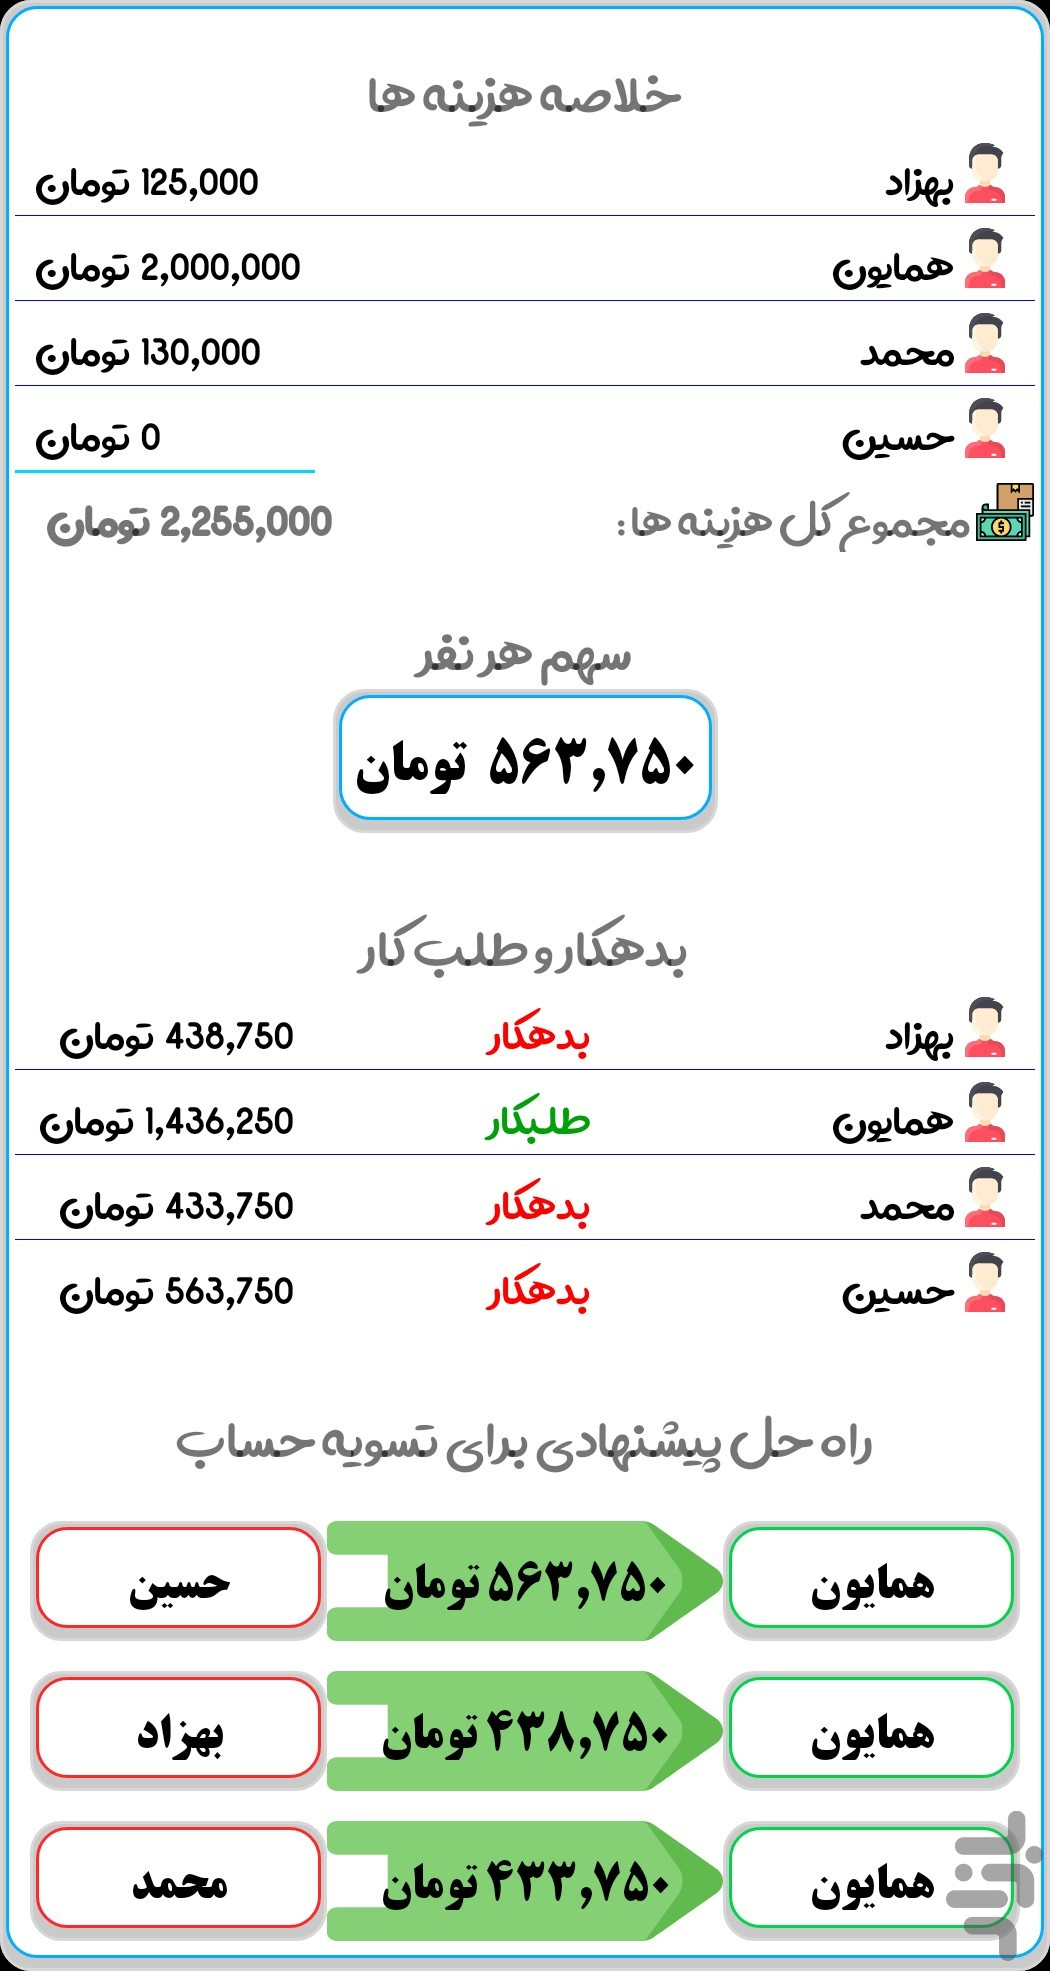 خلاصه هزینه ها
بهزاد 125,000 تومان
همایون 2,000,000 تومان
محمد 130,000 تومان
حسین 0 تومان
مجموع کل هزینه ها: 2,255,000 تومان
سهم هر نفر
۵۶۳,۷۵۰ تومان
بدهکار و طلب کار
بهزاد بدهکار 438,750 تومان
همایون طلبکار 1,436,250 تومان
محمد بدهکار 433,750 تومان
حسین بدهکار 563,750 تومان
راه حل پیشنهادی برای تسویه حساب
همایون ۵۶۳,۷۵۰ تومان حسین
همایون ۴۳۸,۷۵۰ تومان بهزاد
همایون ۴۳۳,۷۵۰ تومان محمد